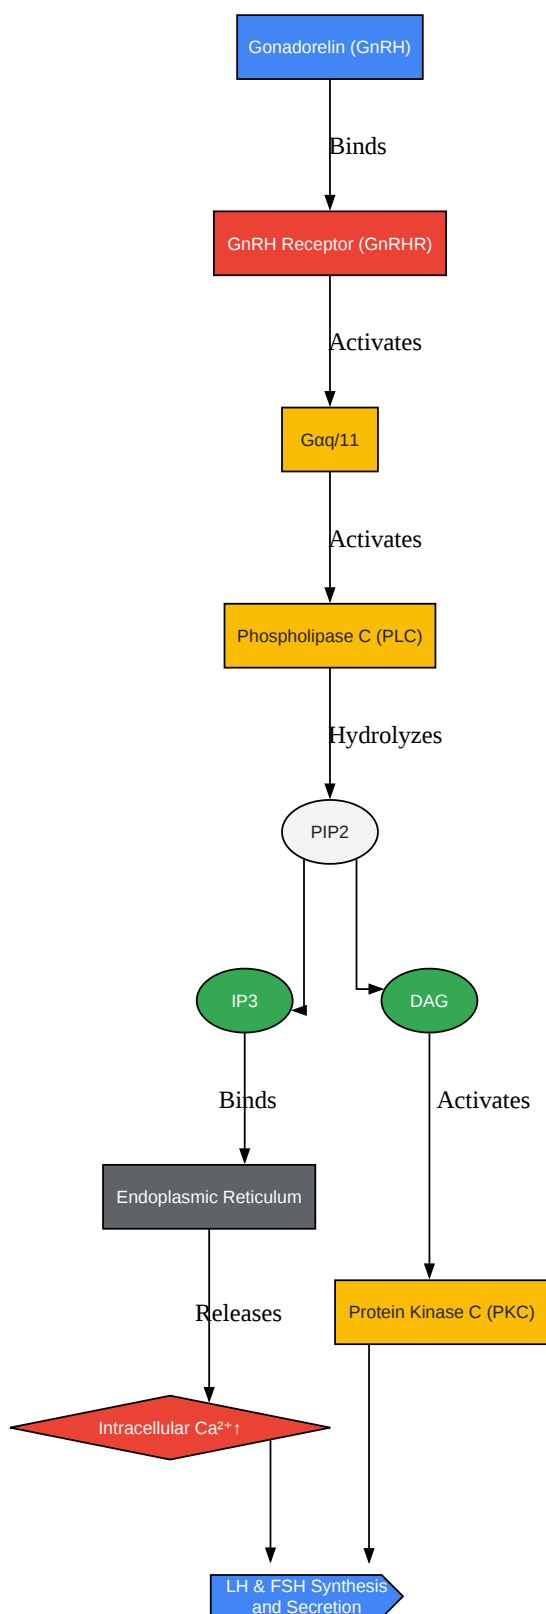 Gonadorelin (GnRH)
Binds
GnRH Receptor (GnRHR)
Activates
Gαq/11
Activates
Phospholipase C (PLC)
Hydrolyzes
PIP2
IP3
DAG
Binds
Activates
Endoplasmic Reticulum
Releases
Protein Kinase C (PKC)
Intracellular Ca²⁺↑
LH & FSH Synthesis
and Secretion